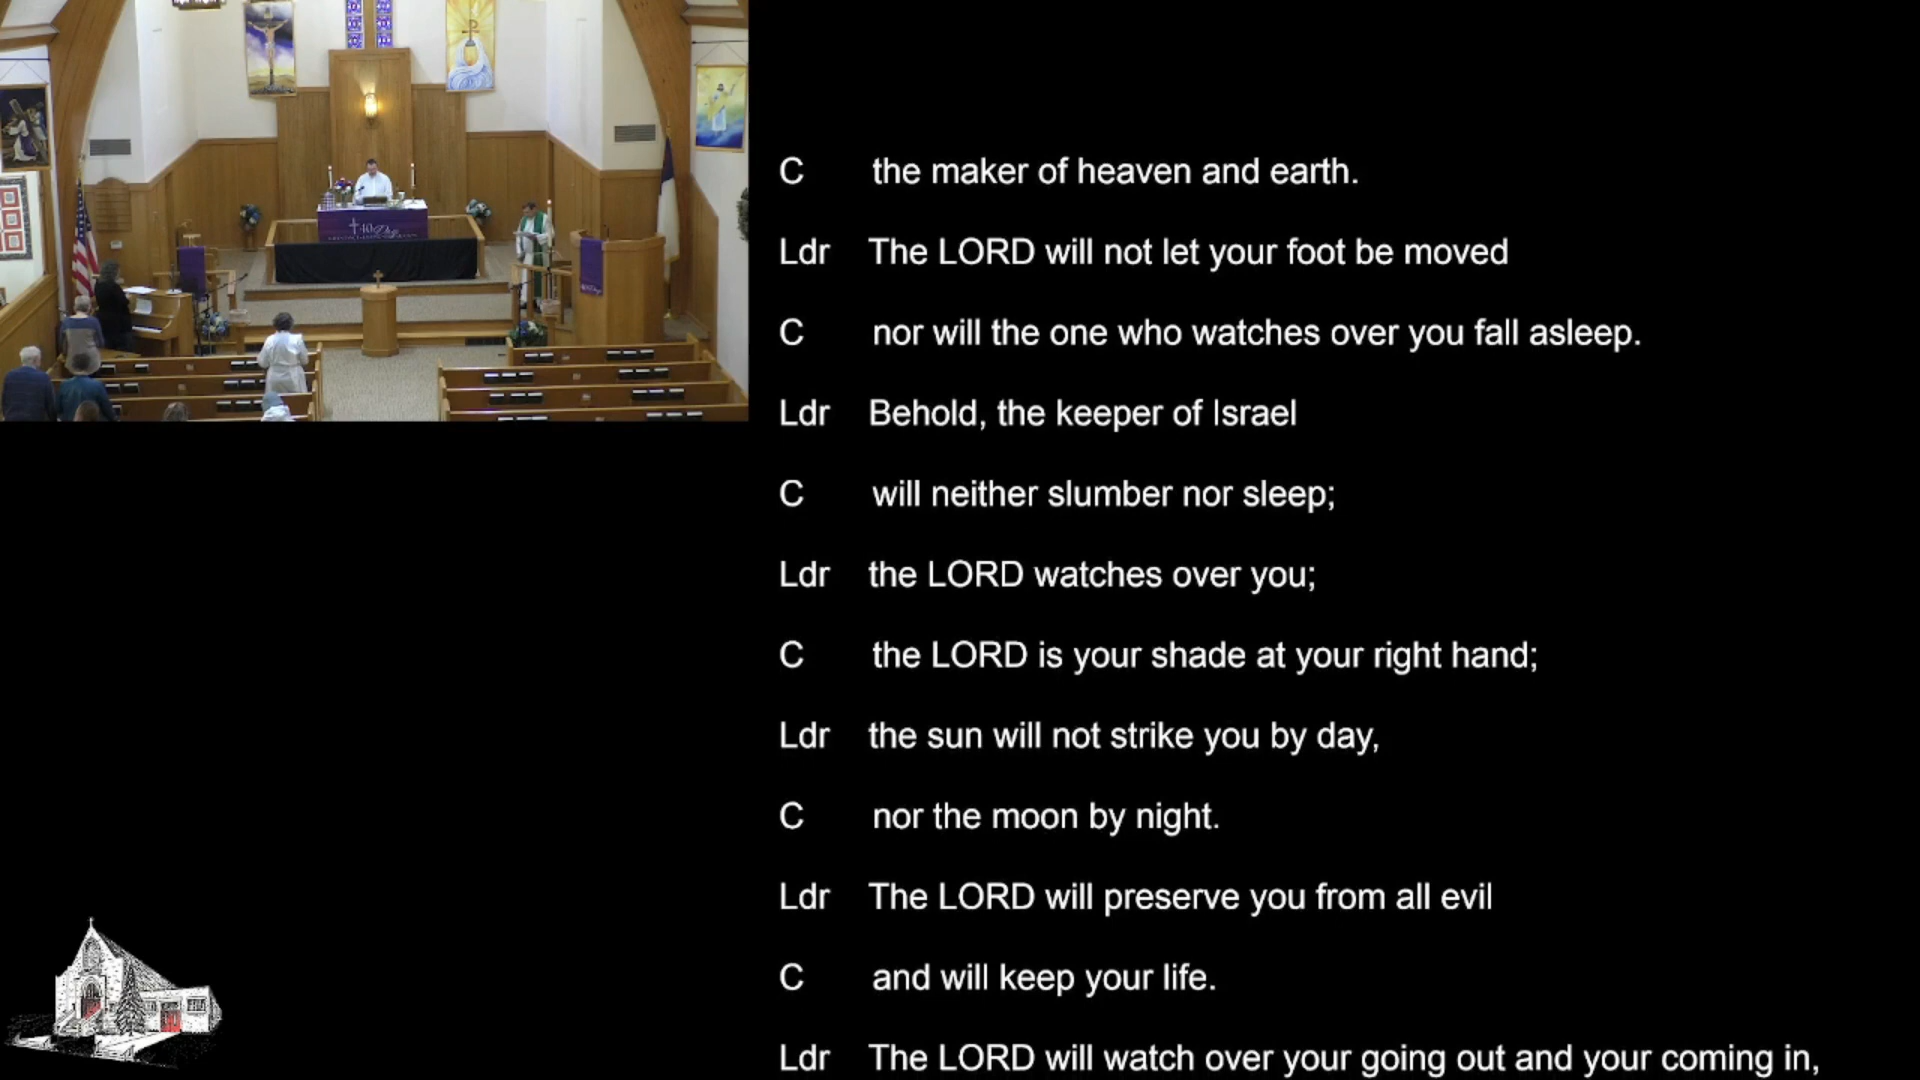 C the maker of heaven and earth.
Ldr The LORD will not let your foot be moved
C nor will the one who watches over you fall asleep.
Ldr Behold, the keeper of Israel
C will neither slumber nor sleep;
Ldr the LORD watches over you;
C the LORD is your shade at your right hand;
Ldr the sun will not strike you by day,
C nor the moon by night.
Ldr The LORD will preserve you from all evil
C and will keep your life.
Ldr The LORD will watch over your going out and your coming in,